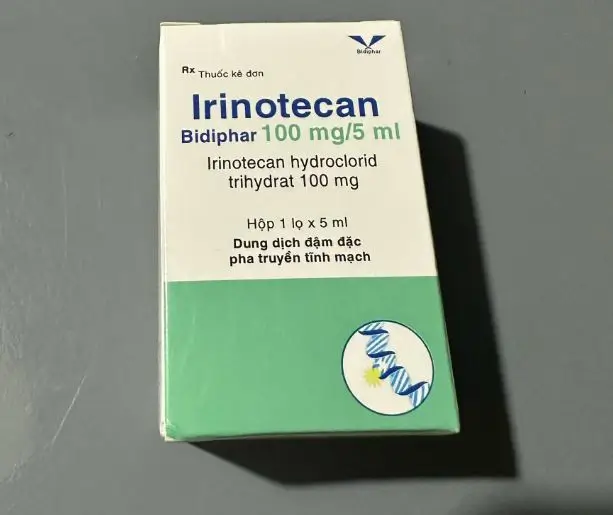 Bidiphar
Rx Thuốc kê đơn
Irinotecan
Bidiphar 100 mg/5 ml
Irinotecan hydroclorid
trihydrat 100 mg
Hộp 1 lọ x 5 ml
Dung dịch đậm đặc
pha truyền tĩnh mạch